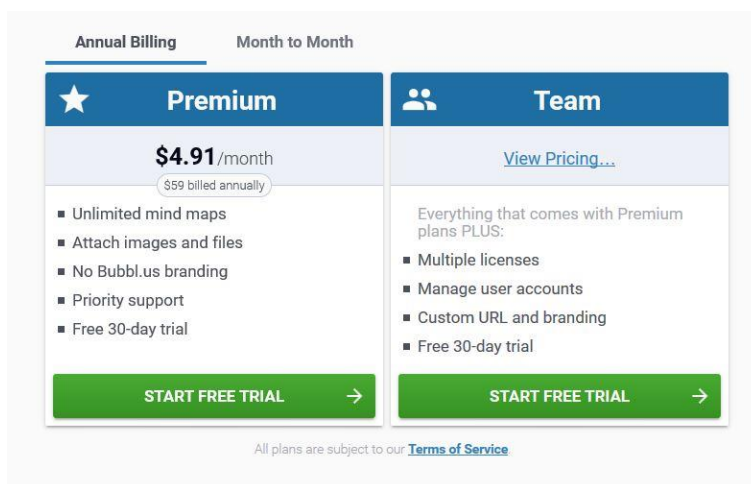 Annual Billing
Month to Month
Premium
$4.91/month
$59 billed annually
Unlimited mind maps
Attach images and files
No Bubbl.us branding
Priority support
Free 30-day trial
START FREE TRIAL
Team
View Pricing...
Everything that comes with Premium
plans PLUS:
Multiple licenses
Manage user accounts
Custom URL and branding
Free 30-day trial
START FREE TRIAL
All plans are subject to our Terms of Service